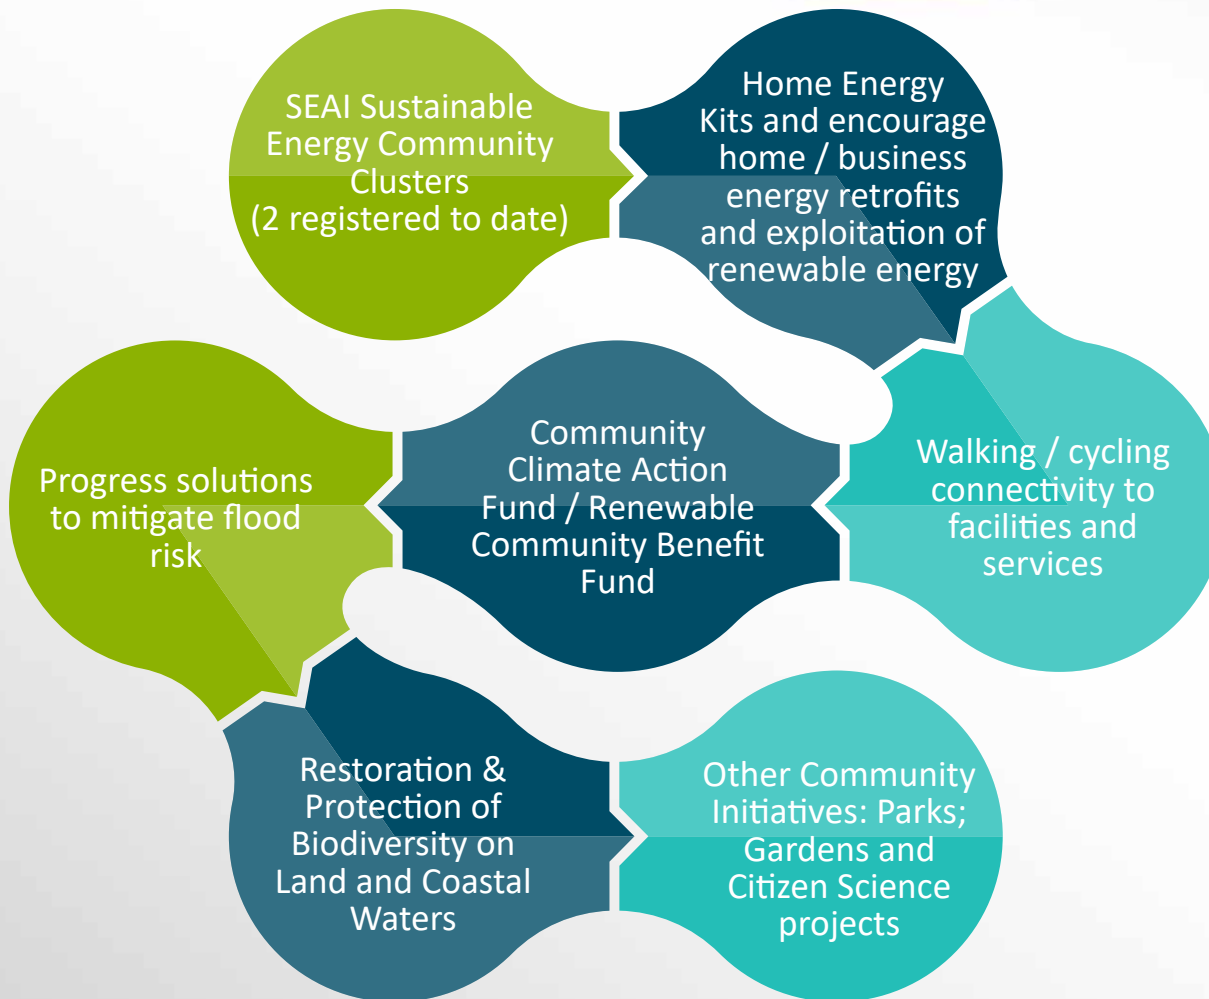 SEAI Sustainable
Energy Community
Clusters
(2 registered to date)
Home Energy
Kits and encourage
home / business
energy retrofits
and exploitation of
renewable energy
Walking / cycling
connectivity to
facilities and
services
Community
Climate Action
Fund / Renewable
Community Benefit
Fund
Progress solutions
to mitigate flood
risk
Restoration &
Protection of
Biodiversity on
Land and Coastal
Waters
Other Community
Initiatives: Parks;
Gardens and
Citizen Science
projects